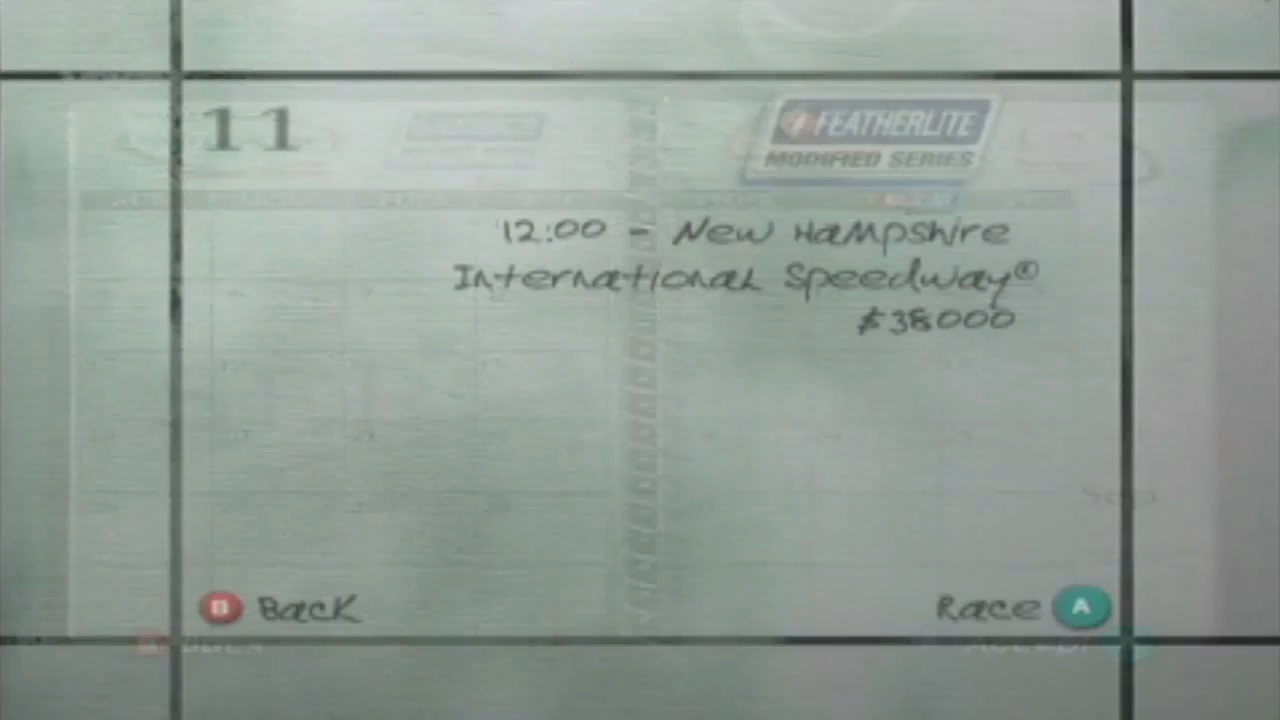 11
FEATHERLITE
MODIFIED SERIES
12:00 - New Hampshire
International Speedway®
$38000
B Back
Race A